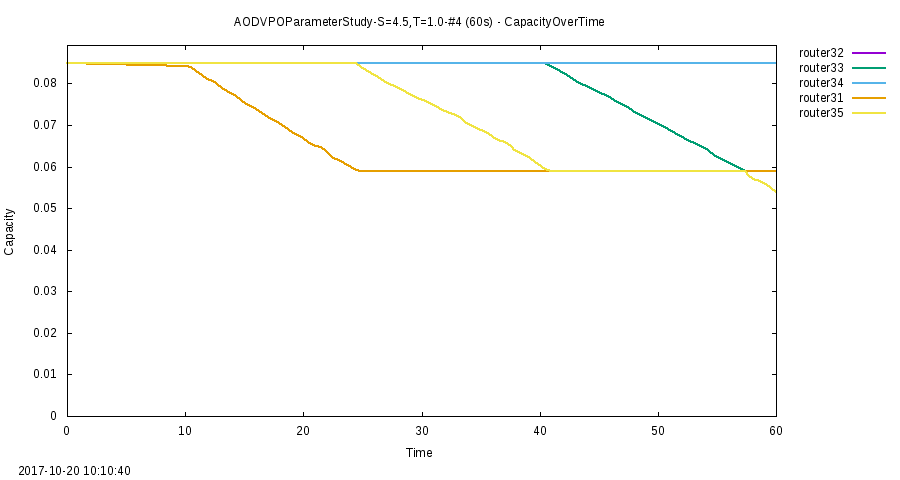 AODVPOParameterStudy-S=4.5,T=1.0-#4 (60s) - CapacityOverTime
router32
router33
router34
router31
router35
0.08
0.07
0.06
0.05
0.04
0.03
0.02
0.01
0
Capacity
0 10 20 30 40 50 60
Time
2017-10-20 10:10:40